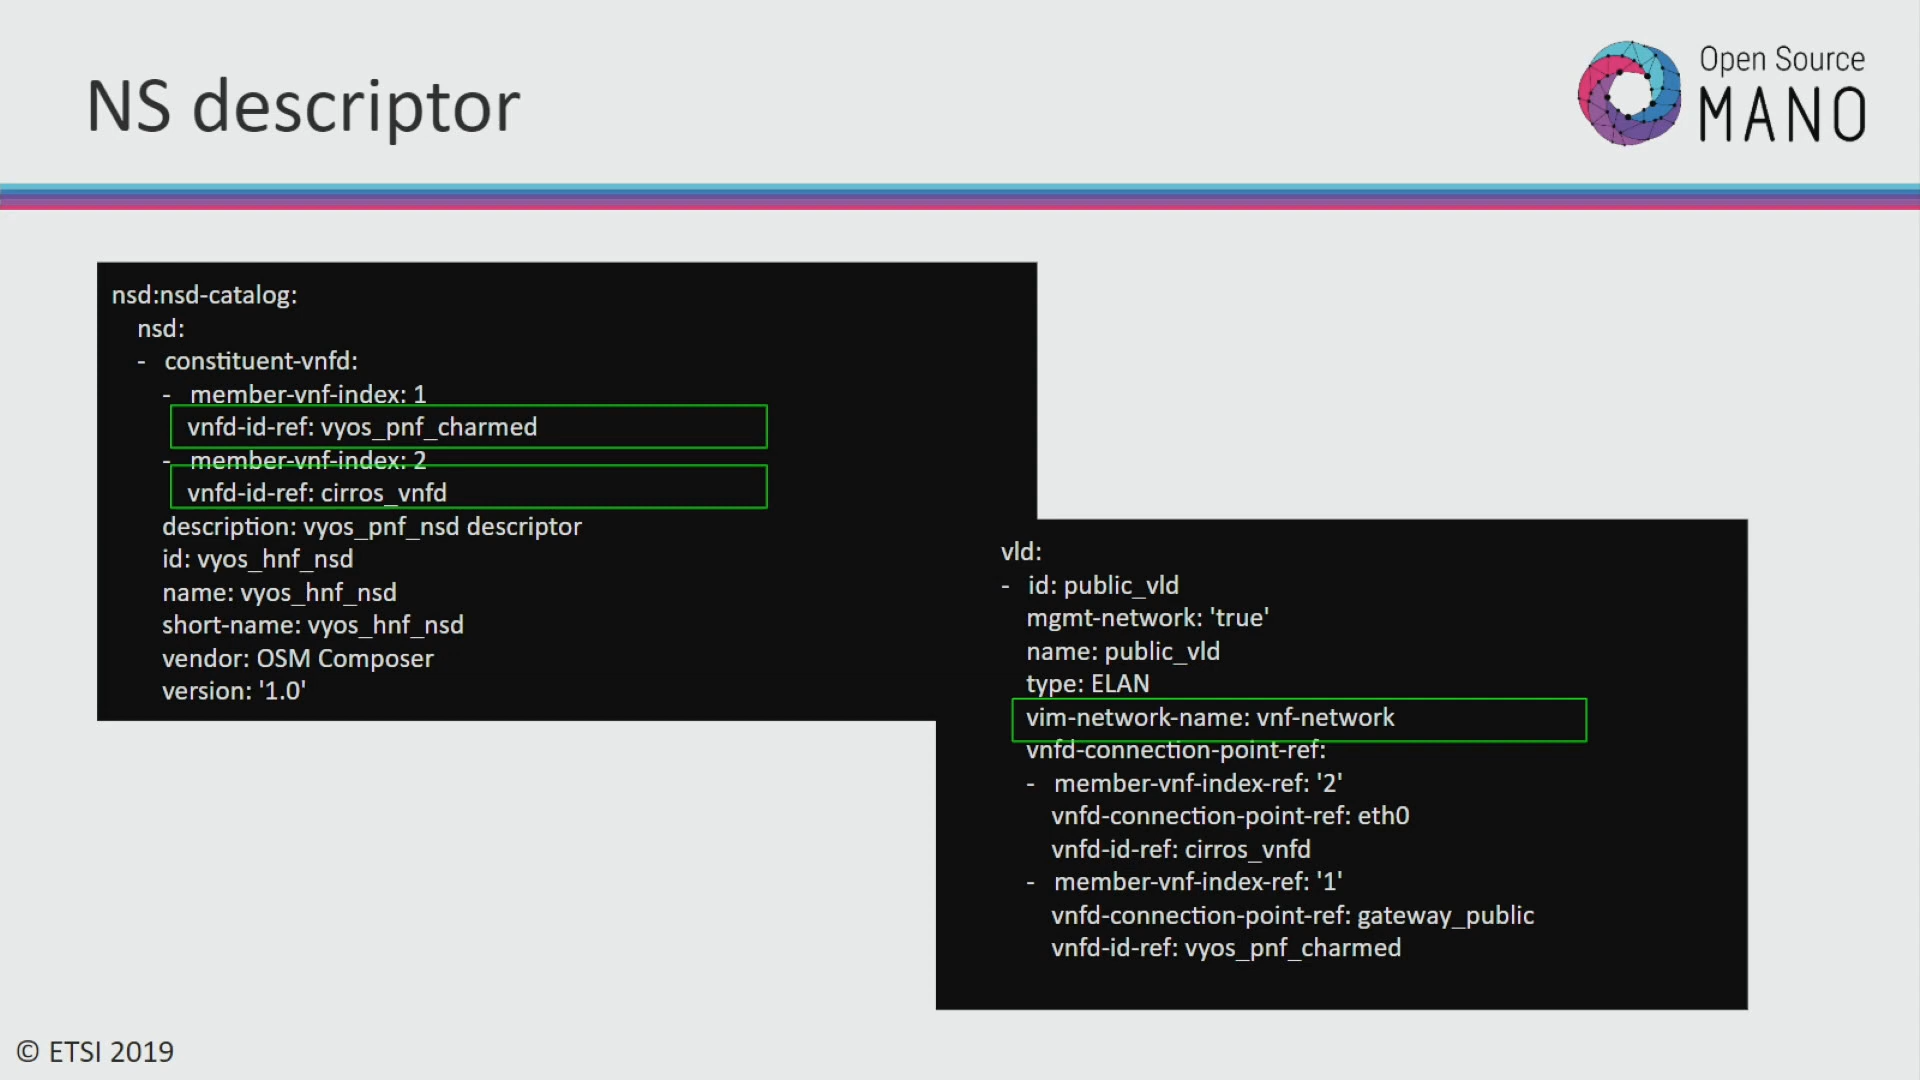 NS descriptor
Open Source
MANO
nsd:nsd-catalog:
nsd:
- constituent-vnfd:
- member-vnf-index: 1
vnfd-id-ref: vyos_pnf_charmed
- member-vnf-index: 2
vnfd-id-ref: cirros_vnfd
description: vyos_pnf_nsd descriptor
id: vyos_hnf_nsd
name: vyos_hnf_nsd
short-name: vyos_hnf_nsd
vendor: OSM Composer
version: '1.0'
vld:
- id: public_vld
mgmt-network: 'true'
name: public_vld
type: ELAN
vim-network-name: vnf-network
vnfd-connection-point-ref:
- member-vnf-index-ref: '2'
vnfd-connection-point-ref: eth0
vnfd-id-ref: cirros_vnfd
- member-vnf-index-ref: '1'
vnfd-connection-point-ref: gateway_public
vnfd-id-ref: vyos_pnf_charmed
© ETSI 2019